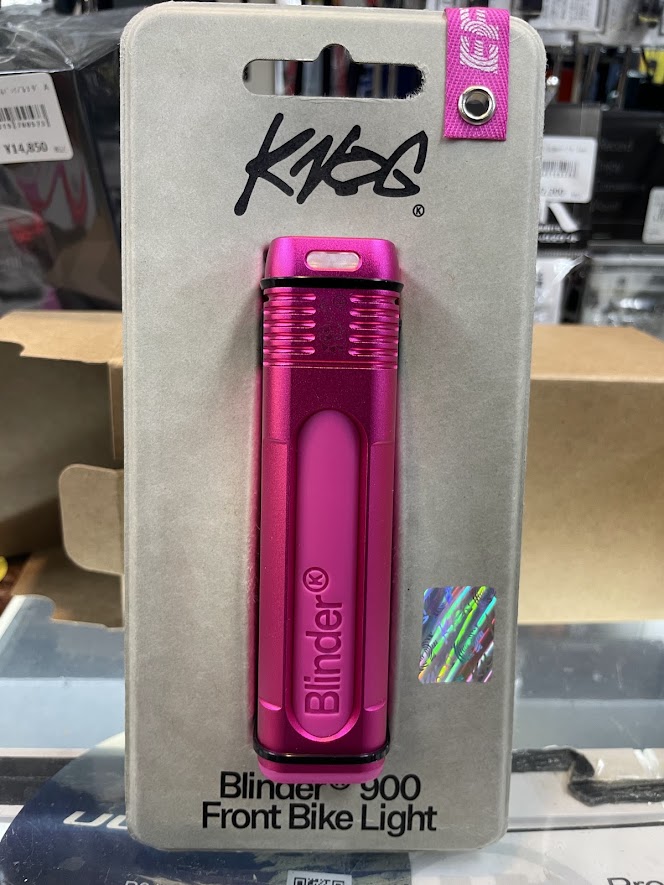 ¥14,850
KNOG
®
Blinder®
Blinder® 900
Front Bike Light